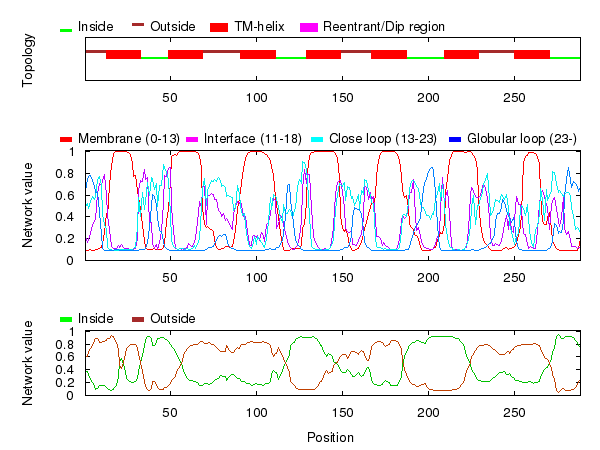 Inside Outside TM-helix Reentrant/Dip region
Topology
50 100 150 200 250
Membrane (0-13) Interface (11-18) Close loop (13-23) Globular loop (23-)
Network value
1
0.8
0.6
0.4
0.2
0
50 100 150 200 250
Inside Outside
Network value
1
0.8
0.6
0.4
0.2
0
50 100 150 200 250
Position